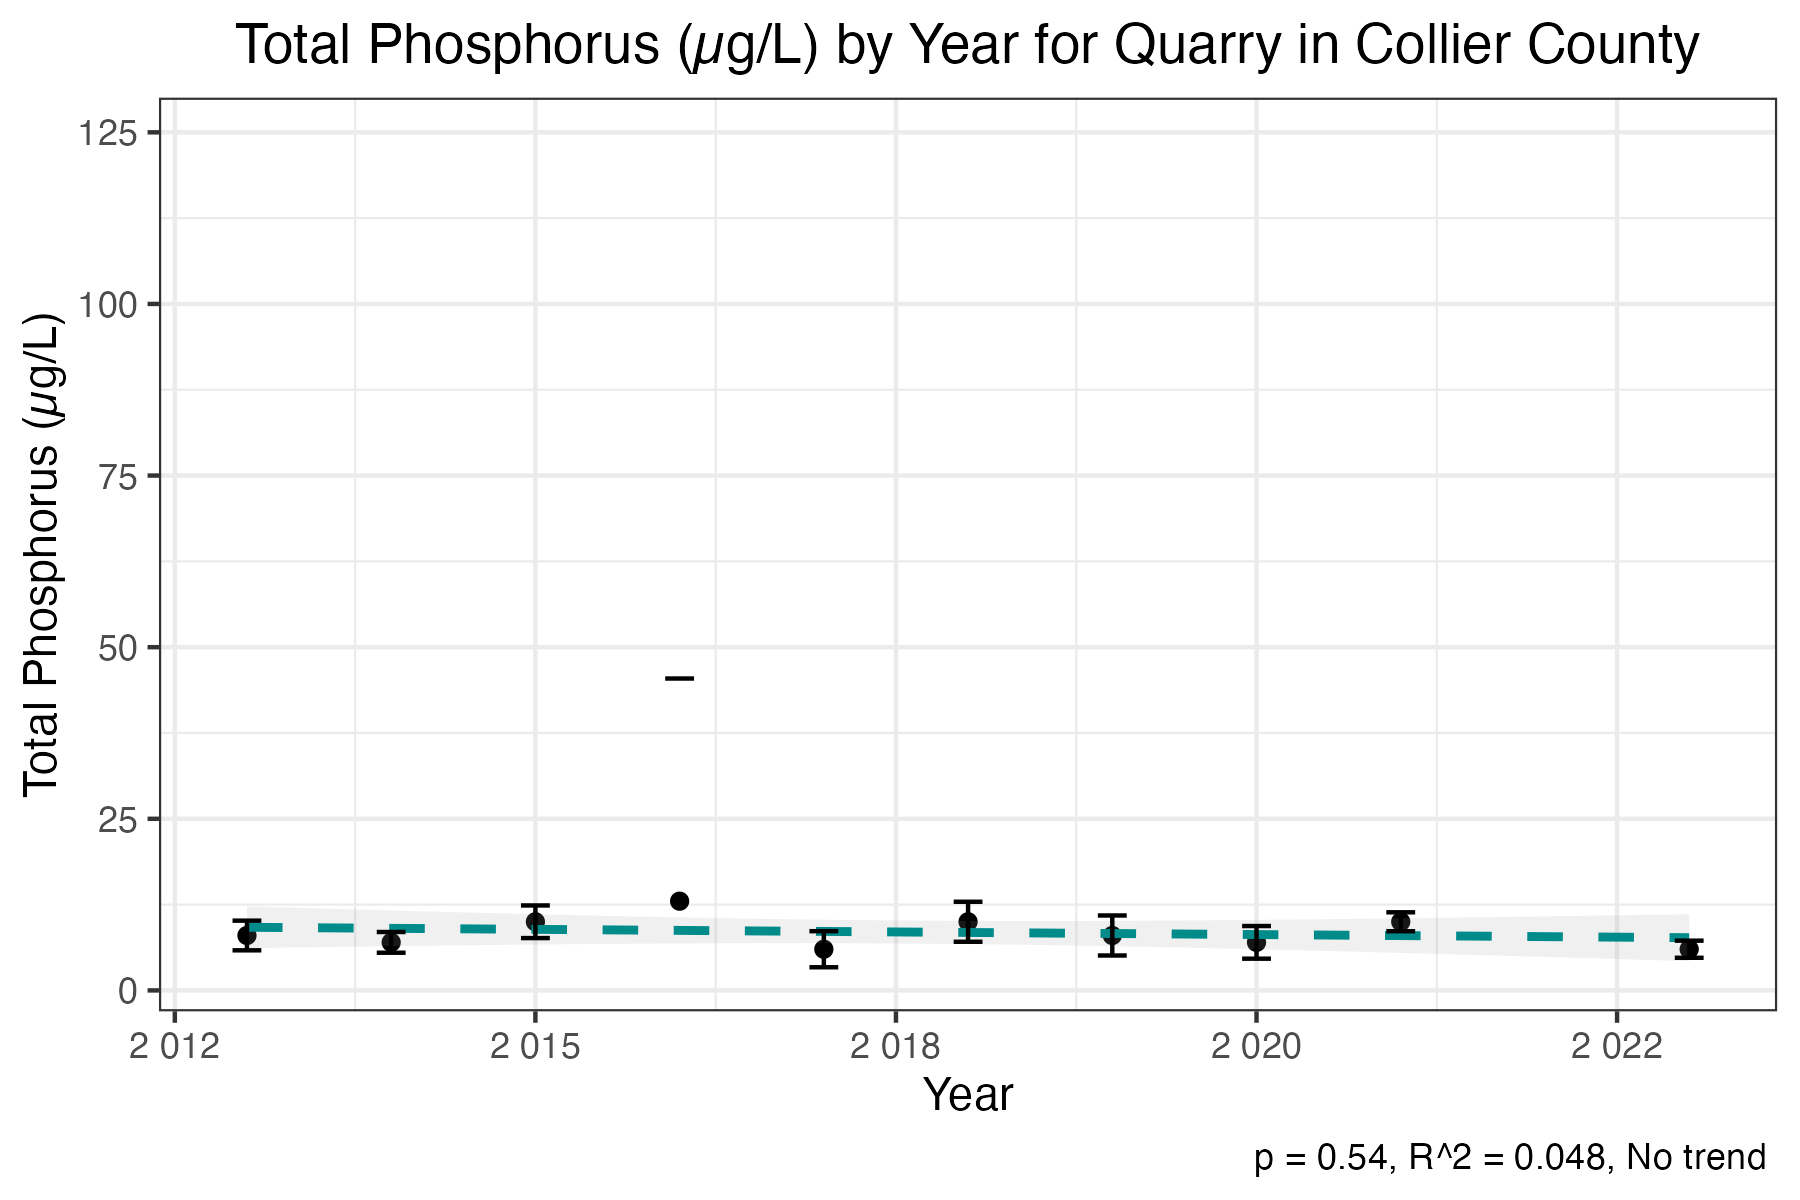 Total Phosphorus (µg/L) by Year for Quarry in Collier County
Total Phosphorus (µg/L)
125
100
75
50
25
0
2 012
2 015
2 018
2 020
2 022
Year
p = 0.54, R^2 = 0.048, No trend